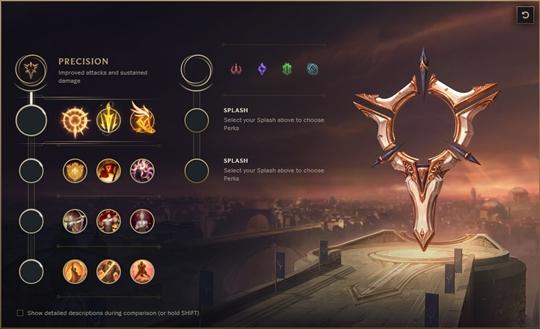 PRECISION
Improved attacks and sustained
damage
SPLASH
Select your Splash above to choose
Perks
SPLASH
Select your Splash above to choose
Perks
Show detailed descriptions during comparison (or hold SHIFT)